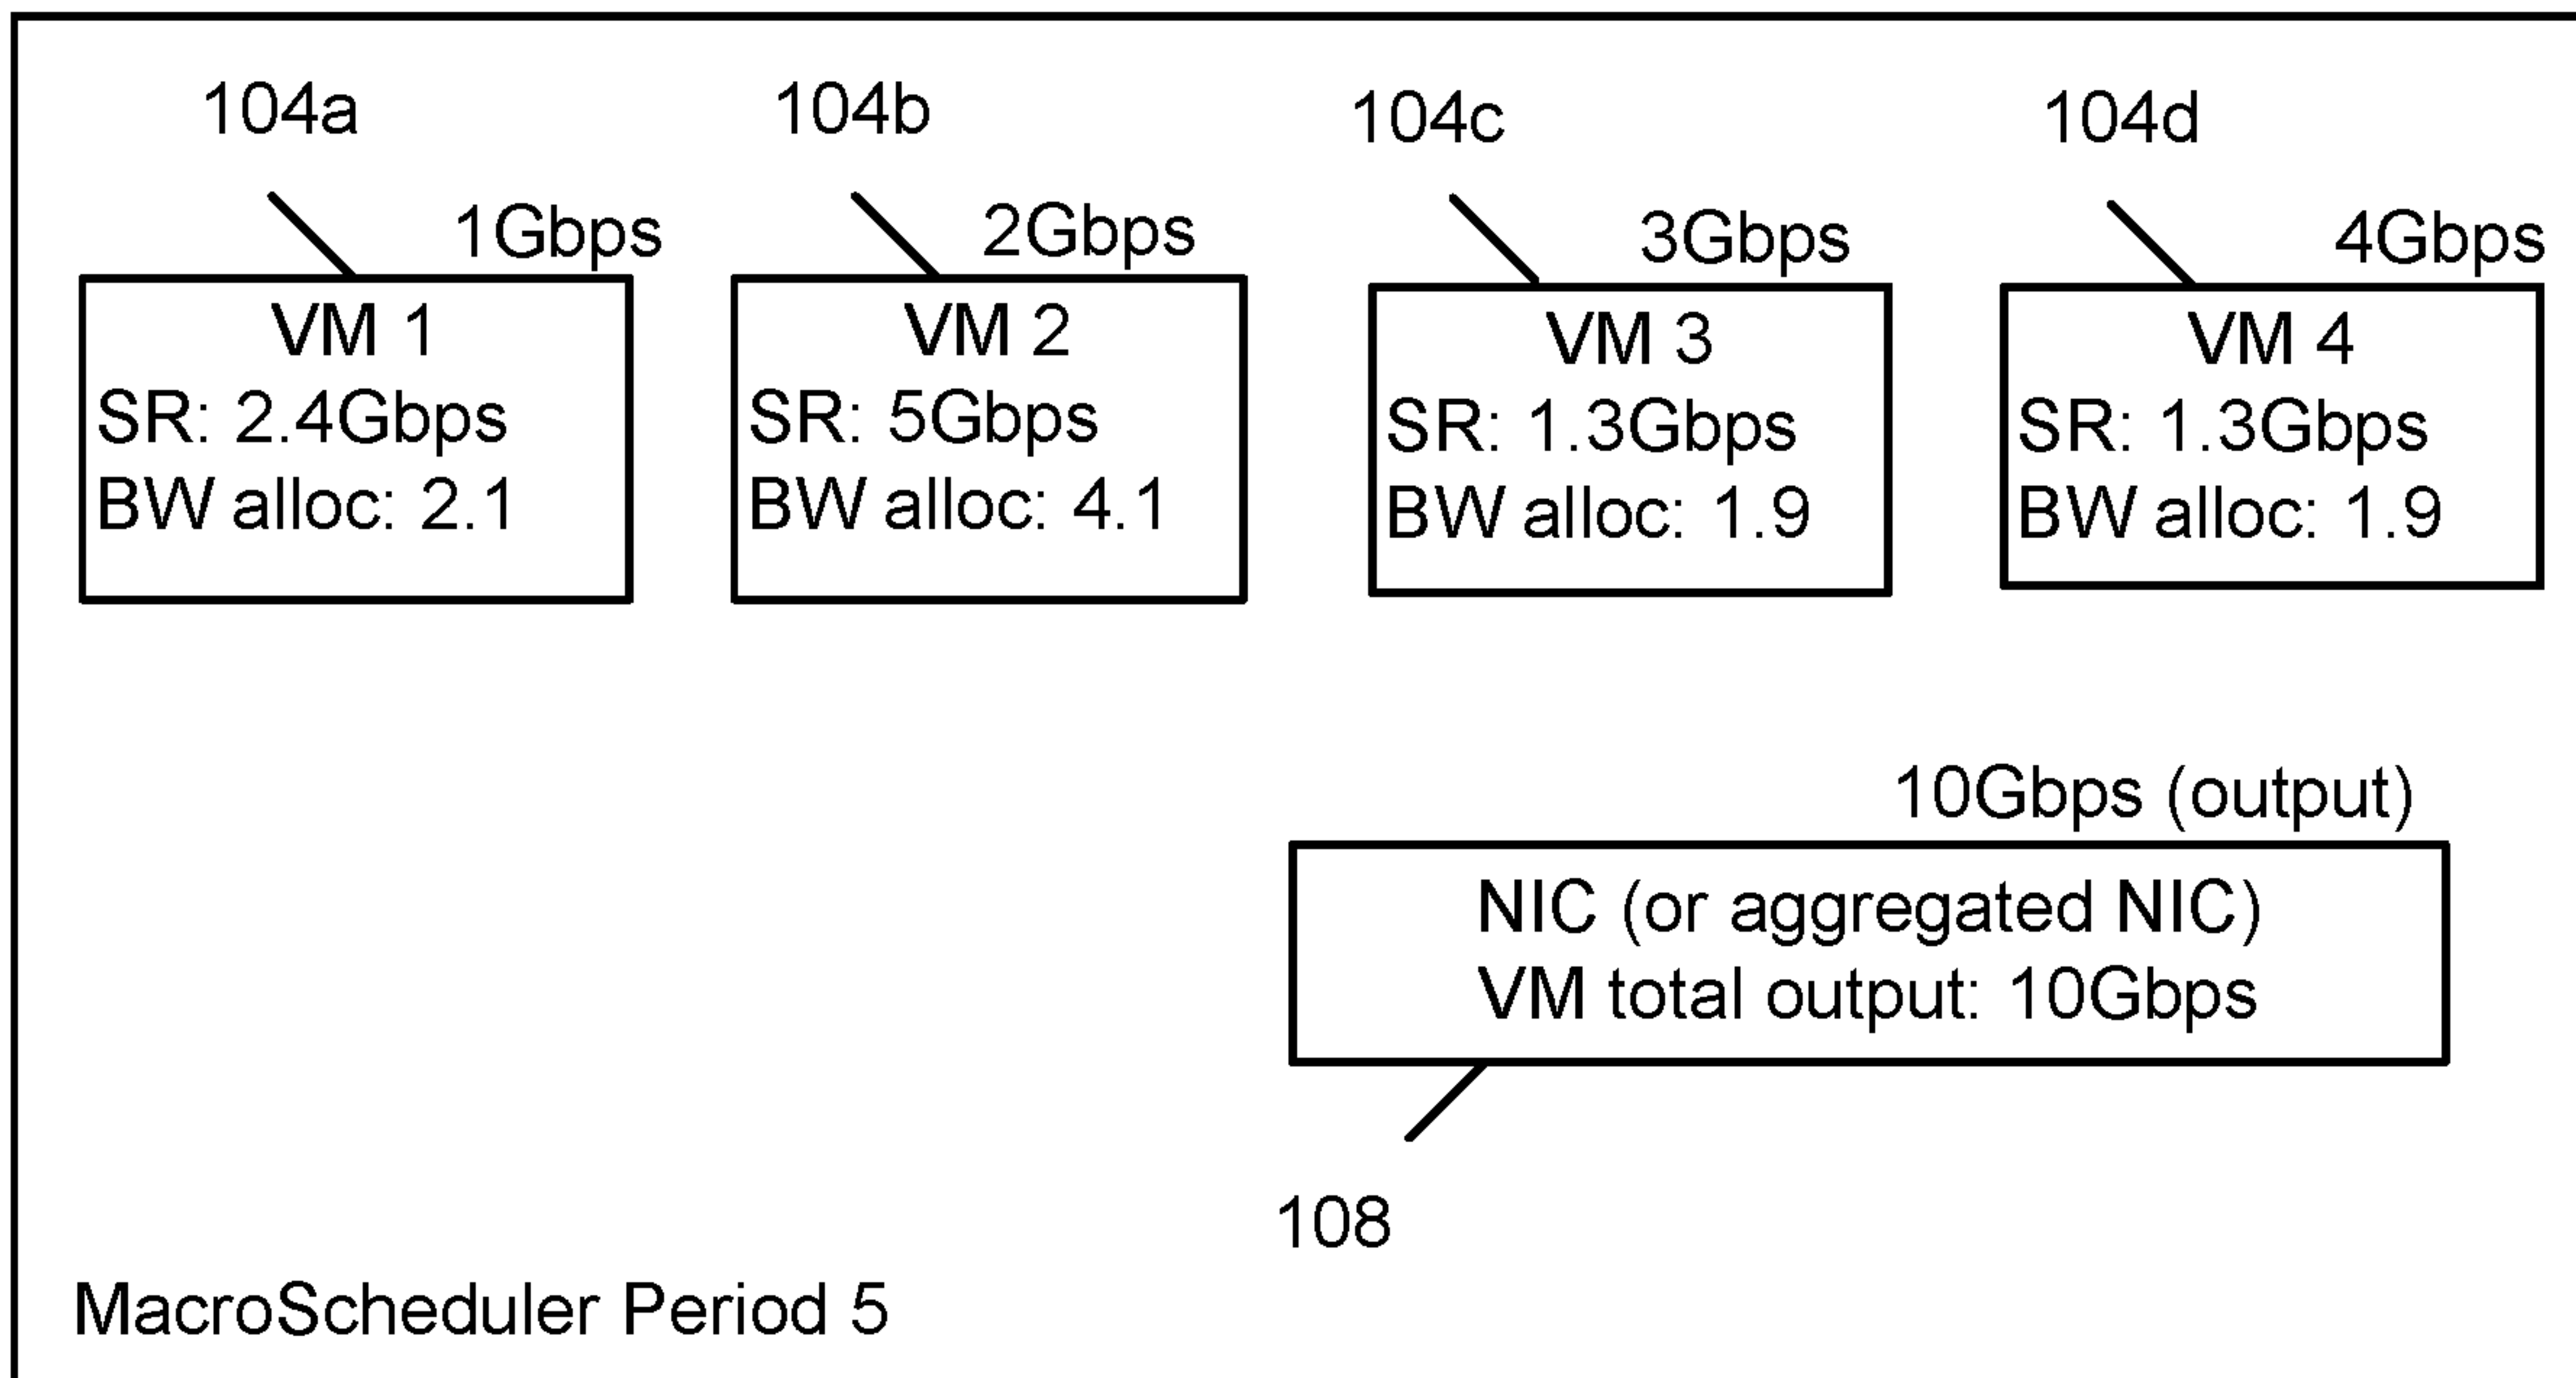 104a
104b
104c
104d
1Gbps
2Gbps
3Gbps
4Gbps
VM 1
SR: 2.4Gbps
BW alloc: 2.1
VM 2
SR: 5Gbps
BW alloc: 4.1
VM 3
SR: 1.3Gbps
BW alloc: 1.9
VM 4
SR: 1.3Gbps
BW alloc: 1.9
10Gbps (output)
NIC (or aggregated NIC)
VM total output: 10Gbps
108
MacroScheduler Period 5